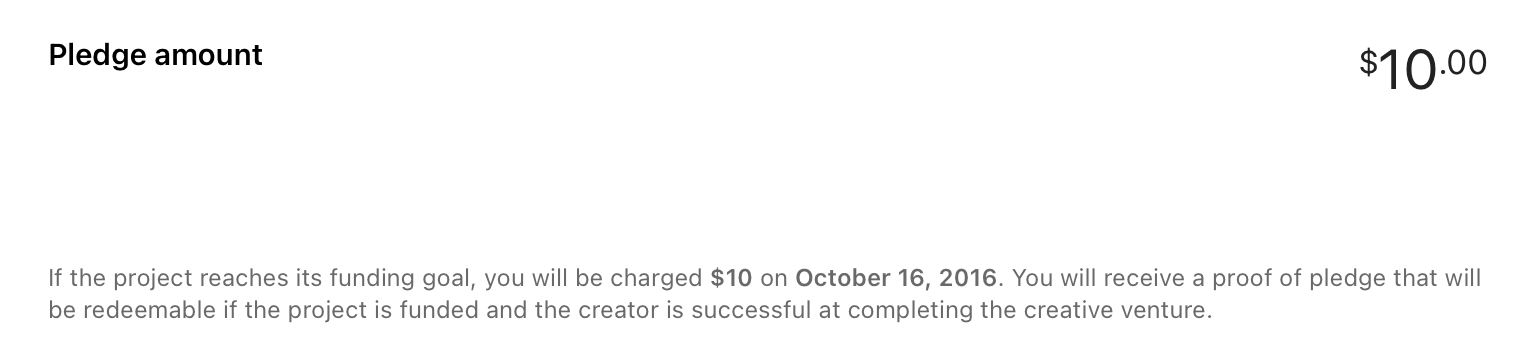 Pledge amount
$10.00
If the project reaches its funding goal, you will be charged $10 on October 16, 2016. You will receive a proof of pledge that will
be redeemable if the project is funded and the creator is successful at completing the creative venture.